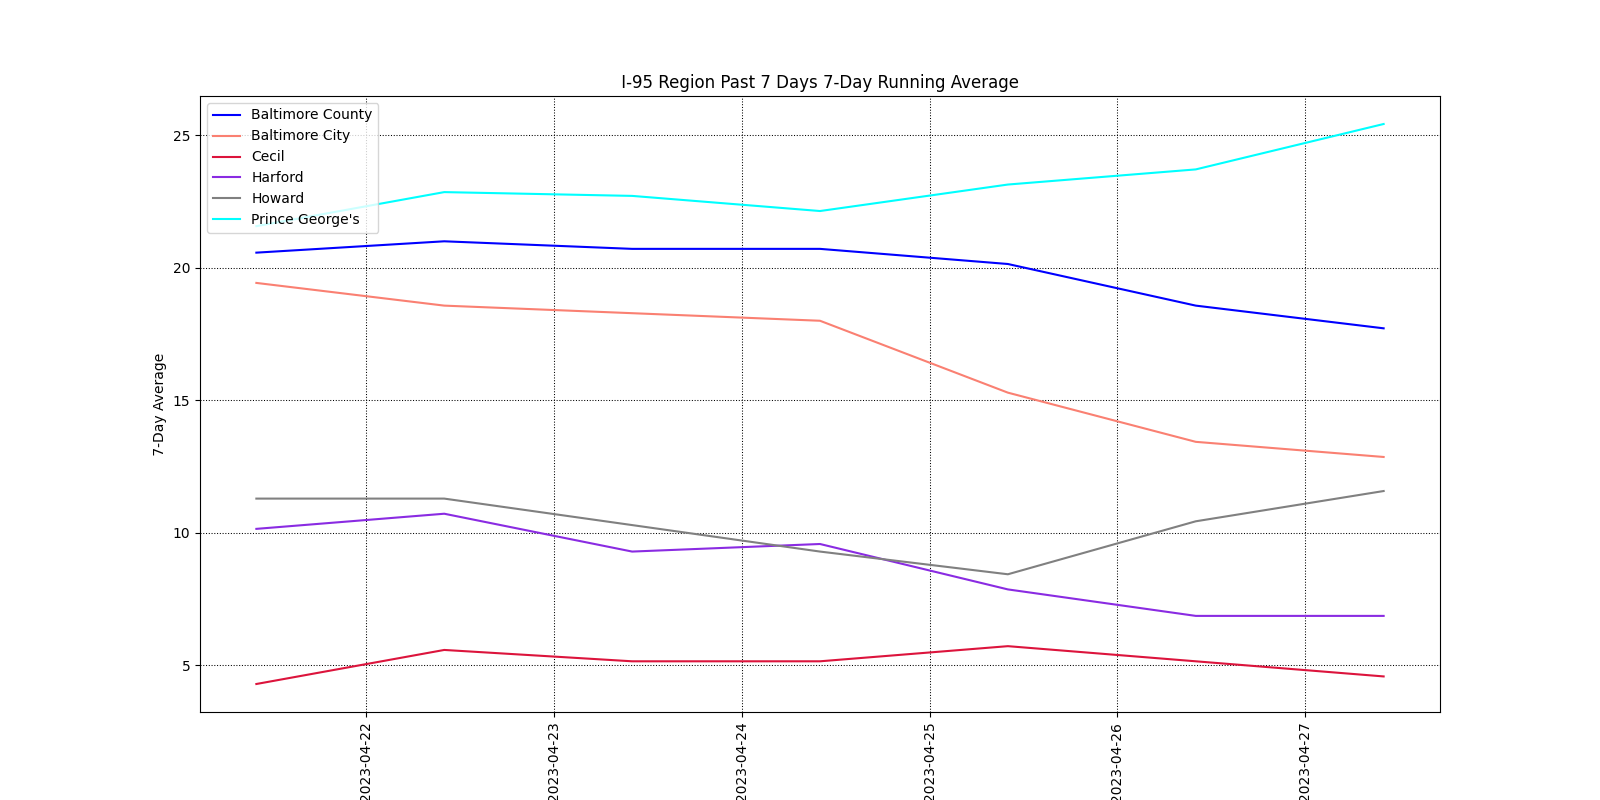 I-95 Region Past 7 Days 7-Day Running Average
Baltimore County
Baltimore City
Cecil
Harford
Howard
Prince George's
7-Day Average
25
20
15
10
5
2023-04-22
2023-04-23
2023-04-24
2023-04-25
2023-04-26
2023-04-27